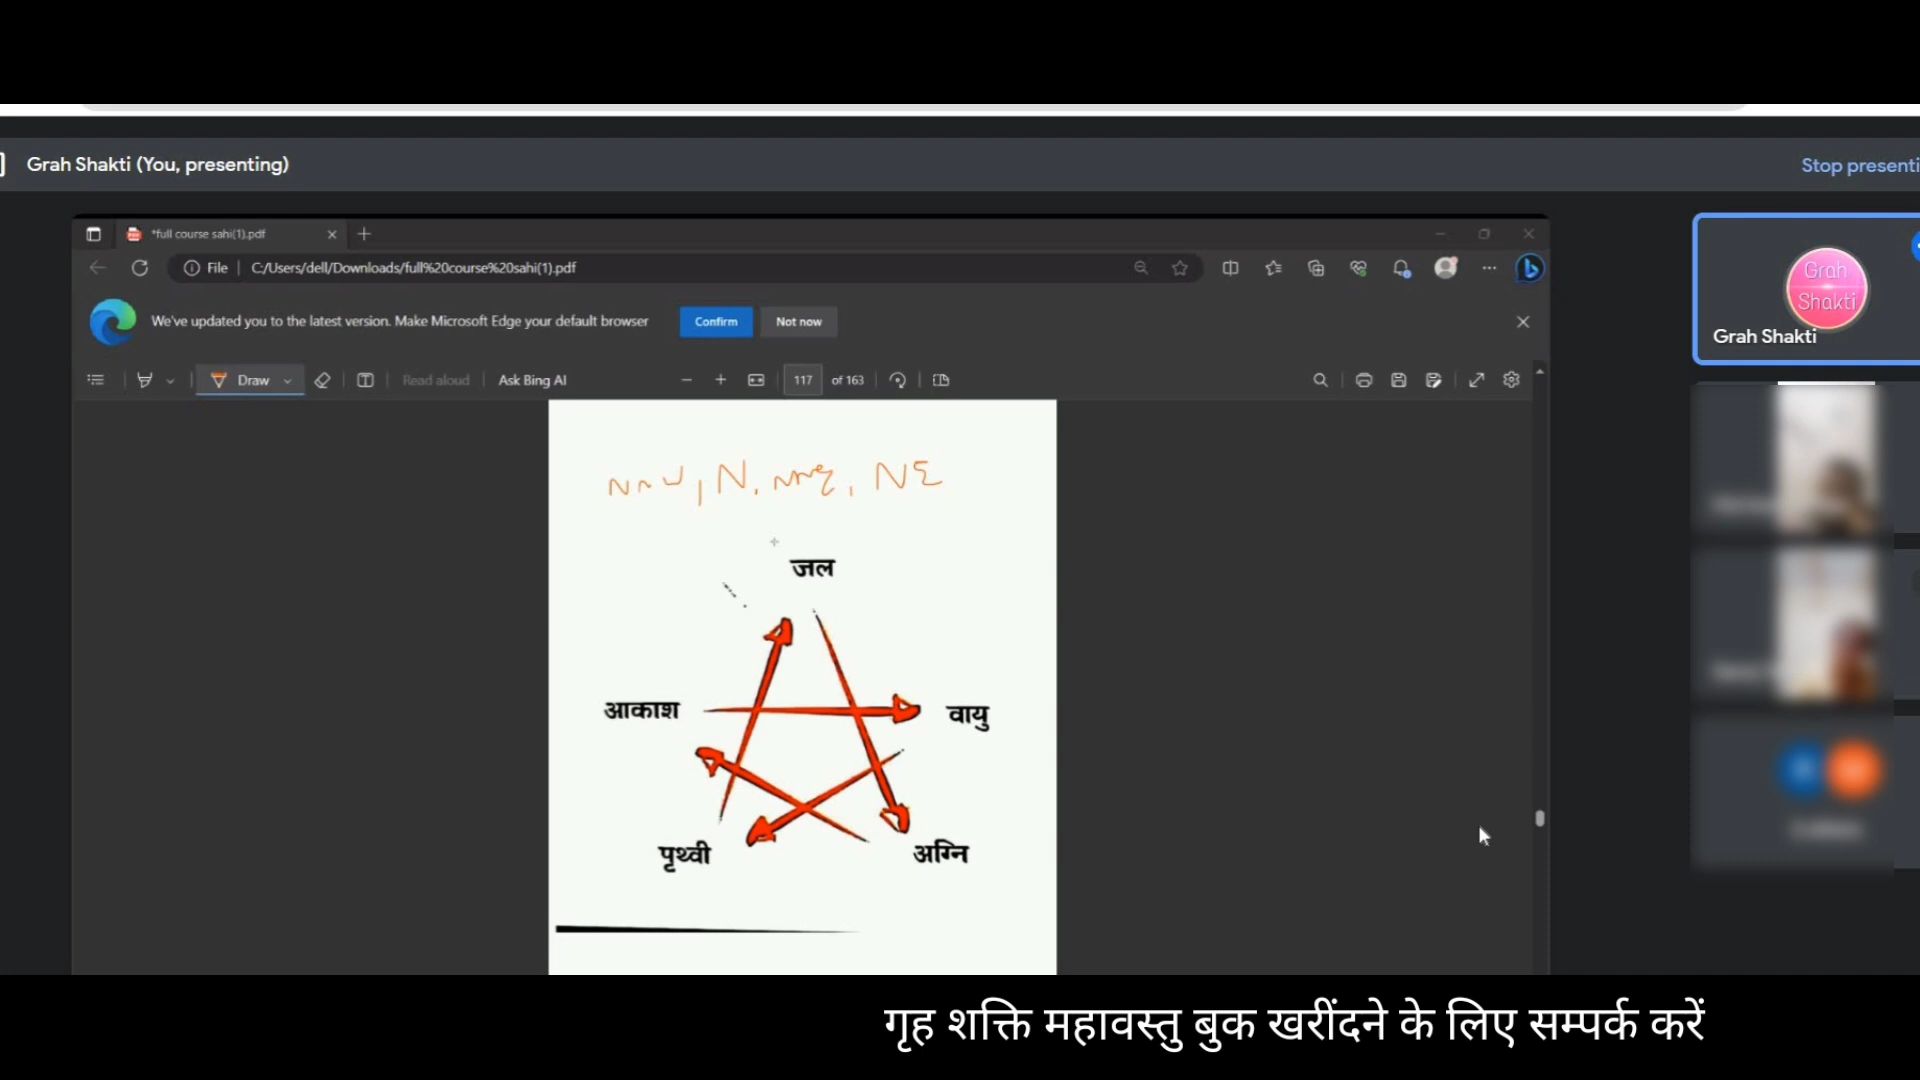 Grah Shakti (You, presenting)
Stop presenti
*full course sahi(1).pdf
File
C:/Users/dell/Downloads/full%20course%20sahi(1).pdf
We've updated you to the latest version. Make Microsoft Edge your default browser
Confirm
Not now
Draw
Read aloud
Ask Bing AI
117 of 163
Grah
Shakti
Grah Shakti
NNW, N, NNE, NE
जल
आकाश
वायु
पृथ्वी
अग्नि
गृह शक्ति महावस्तु बुक खरींदने के लिए सम्पर्क करें